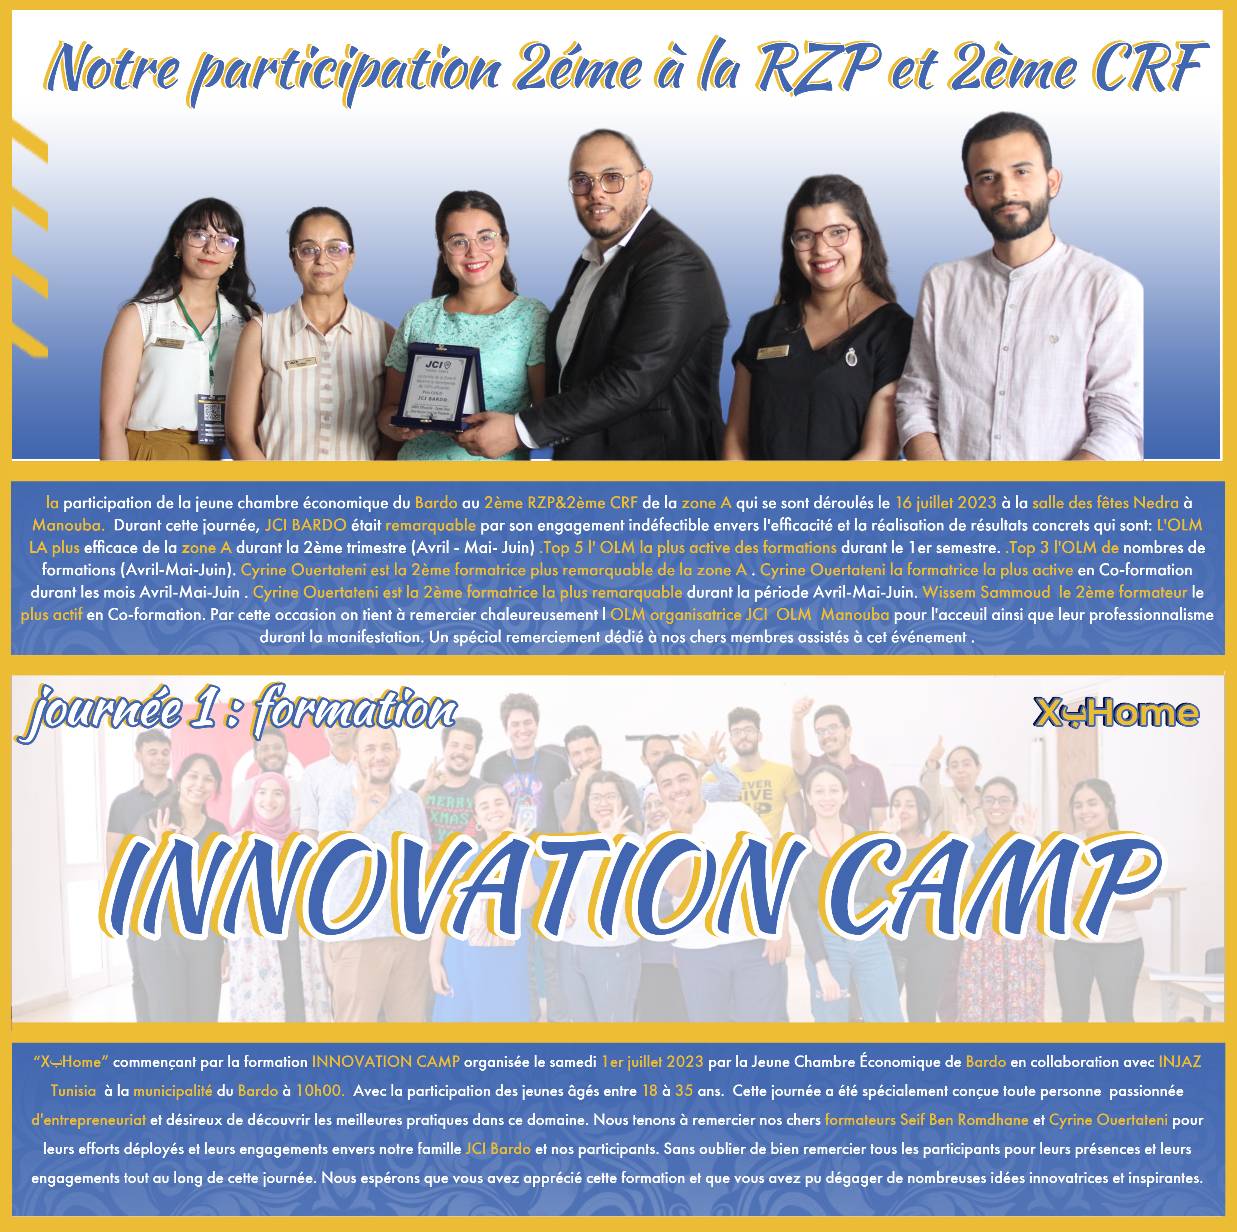 Notre participation 2éme à la RZP et 2ème CRF
JCI
JCI BARDO
la participation de la jeune chambre économique du Bardo au 2ème RZP&2ème CRF de la zone A qui se sont déroulés le 16 juillet 2023 à la salle des fêtes Nedra à
Manouba. Durant cette journée, JCI BARDO était remarquable par son engagement indéfectible envers l'efficacité et la réalisation de résultats concrets qui sont: L'OLM
LA plus efficace de la zone A durant la 2ème trimestre (Avril - Mai- Juin) .Top 5 l' OLM la plus active des formations durant le 1er semestre. .Top 3 l'OLM de nombres de
formations (Avril-Mai-Juin). Cyrine Ouertateni est la 2ème formatrice plus remarquable de la zone A . Cyrine Ouertateni la formatrice la plus active en Co-formation
durant les mois Avril-Mai-Juin . Cyrine Ouertateni est la 2ème formatrice la plus remarquable durant la période Avril-Mai-Juin. Wissem Sammoud le 2ème formateur le
plus actif en Co-formation. Par cette occasion on tient à remercier chaleureusement l OLM organisatrice JCI OLM Manouba pour l'acceuil ainsi que leur professionnalisme
durant la manifestation. Un spécial remerciement dédié à nos chers membres assistés à cet événement .
journée 1 : formation
XبHome
MERRY
XMAS
INNOVATION CAMP
“XبHome” commençant par la formation INNOVATION CAMP organisée le samedi 1er juillet 2023 par la Jeune Chambre Économique de Bardo en collaboration avec INJAZ
Tunisia à la municipalité du Bardo à 10h00. Avec la participation des jeunes âgés entre 18 à 35 ans. Cette journée a été spécialement conçue toute personne passionnée
d'entrepreneuriat et désireux de découvrir les meilleures pratiques dans ce domaine. Nous tenons à remercier nos chers formateurs Seif Ben Romdhane et Cyrine Ouertateni pour
leurs efforts déployés et leurs engagements envers notre famille JCI Bardo et nos participants. Sans oublier de bien remercier tous les participants pour leurs présences et leurs
engagements tout au long de cette journée. Nous espérons que vous avez apprécié cette formation et que vous avez pu dégager de nombreuses idées innovatrices et inspirantes.